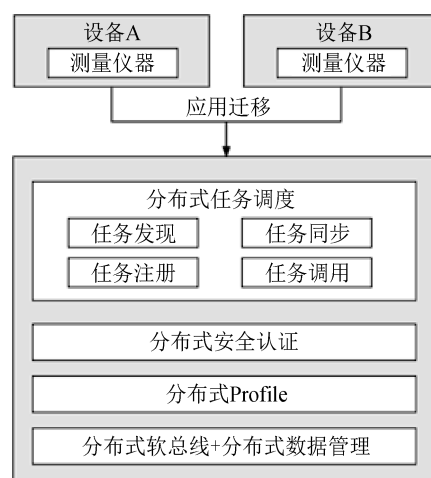 设备A
测量仪器
设备B
测量仪器
应用迁移
分布式任务调度
任务发现
任务同步
任务注册
任务调用
分布式安全认证
分布式Profile
分布式软总线+分布式数据管理